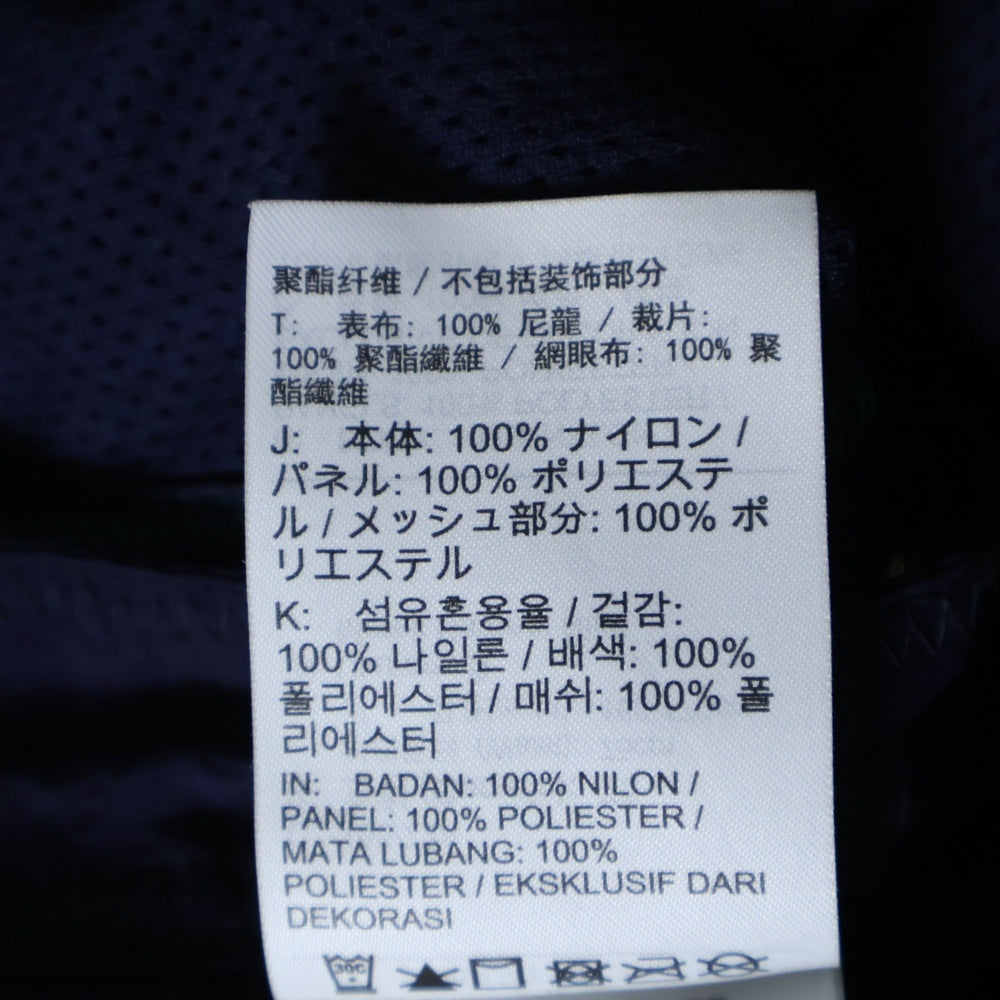 聚酯纤维 / 不包括装饰部分
T: 表布: 100% 尼龍 / 裁片:
100% 聚酯纖維 / 網眼布: 100% 聚
酯纖維
J: 本体: 100% ナイロン /
パネル: 100% ポリエステ
ル / メッシュ部分: 100% ポ
リエステル
K: 섬유혼용율 / 겉감:
100% 나일론 / 배색: 100%
폴리에스터 / 매쉬: 100% 폴
리에스터
IN: BADAN: 100% NILON /
PANEL: 100% POLIESTER /
MATA LUBANG: 100%
POLIESTER / EKSKLUSIF DARI
DEKORASI
30C